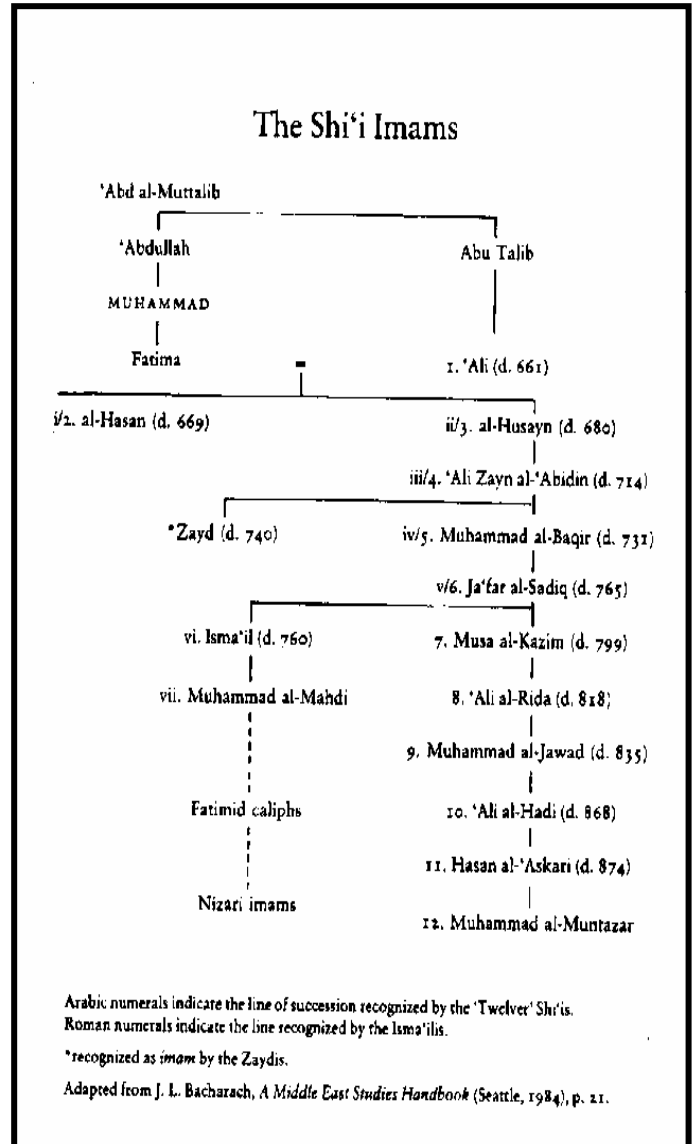 The Shi‘i Imams
‘Abd al-Muttalib
‘Abdullah
Abu Talib
MUHAMMAD
Fatima
=
1. ‘Ali (d. 661)
i/2. al-Hasan (d. 669)
ii/3. al-Husayn (d. 680)
iii/4. ‘Ali Zayn al-‘Abidin (d. 714)
*Zayd (d. 740)
iv/5. Muhammad al-Baqir (d. 731)
v/6. Ja‘far al-Sadiq (d. 765)
vi. Isma‘il (d. 760)
7. Musa al-Kazim (d. 799)
vii. Muhammad al-Mahdi
8. ‘Ali al-Rida (d. 818)
9. Muhammad al-Jawad (d. 835)
Fatimid caliphs
10. ‘Ali al-Hadi (d. 868)
11. Hasan al-‘Askari (d. 874)
Nizari imams
12. Muhammad al-Muntazar
Arabic numerals indicate the line of succession recognized by the ‘Twelver’ Shi‘is.
Roman numerals indicate the line recognized by the Isma‘ilis.
*recognized as imam by the Zaydis.
Adapted from J. L. Bacharach, A Middle East Studies Handbook (Seattle, 1984), p. 21.